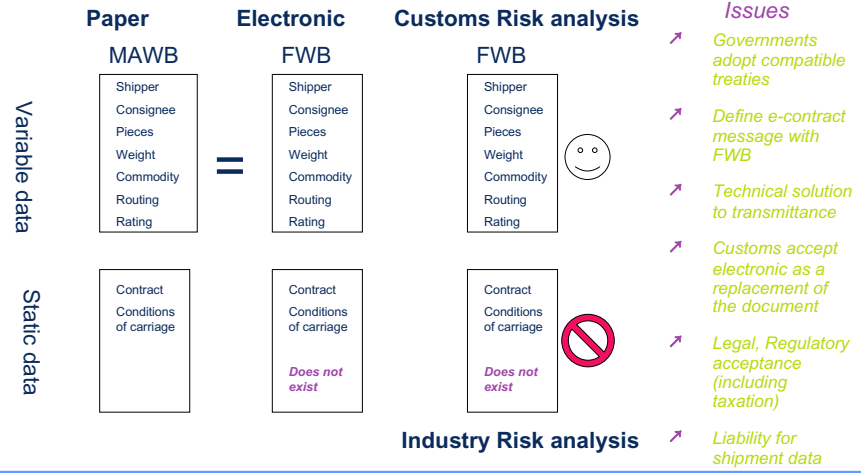 Paper
MAWB
Shipper
Consignee
Pieces
Weight
Commodity
Routing
Rating
=
Electronic
FWB
Shipper
Consignee
Pieces
Weight
Commodity
Routing
Rating
Customs Risk analysis
FWB
Shipper
Consignee
Pieces
Weight
Commodity
Routing
Rating
Variable data
Static data
Contract
Conditions
of carriage
Contract
Conditions
of carriage
Does not
exist
Contract
Conditions
of carriage
Does not
exist
Industry Risk analysis
Issues
Governments
adopt compatible
treaties
Define e-contract
message with
FWB
Technical solution
to transmittance
Customs accept
electronic as a
replacement of
the document
Legal, Regulatory
acceptance
(including
taxation)
Liability for
shipment data